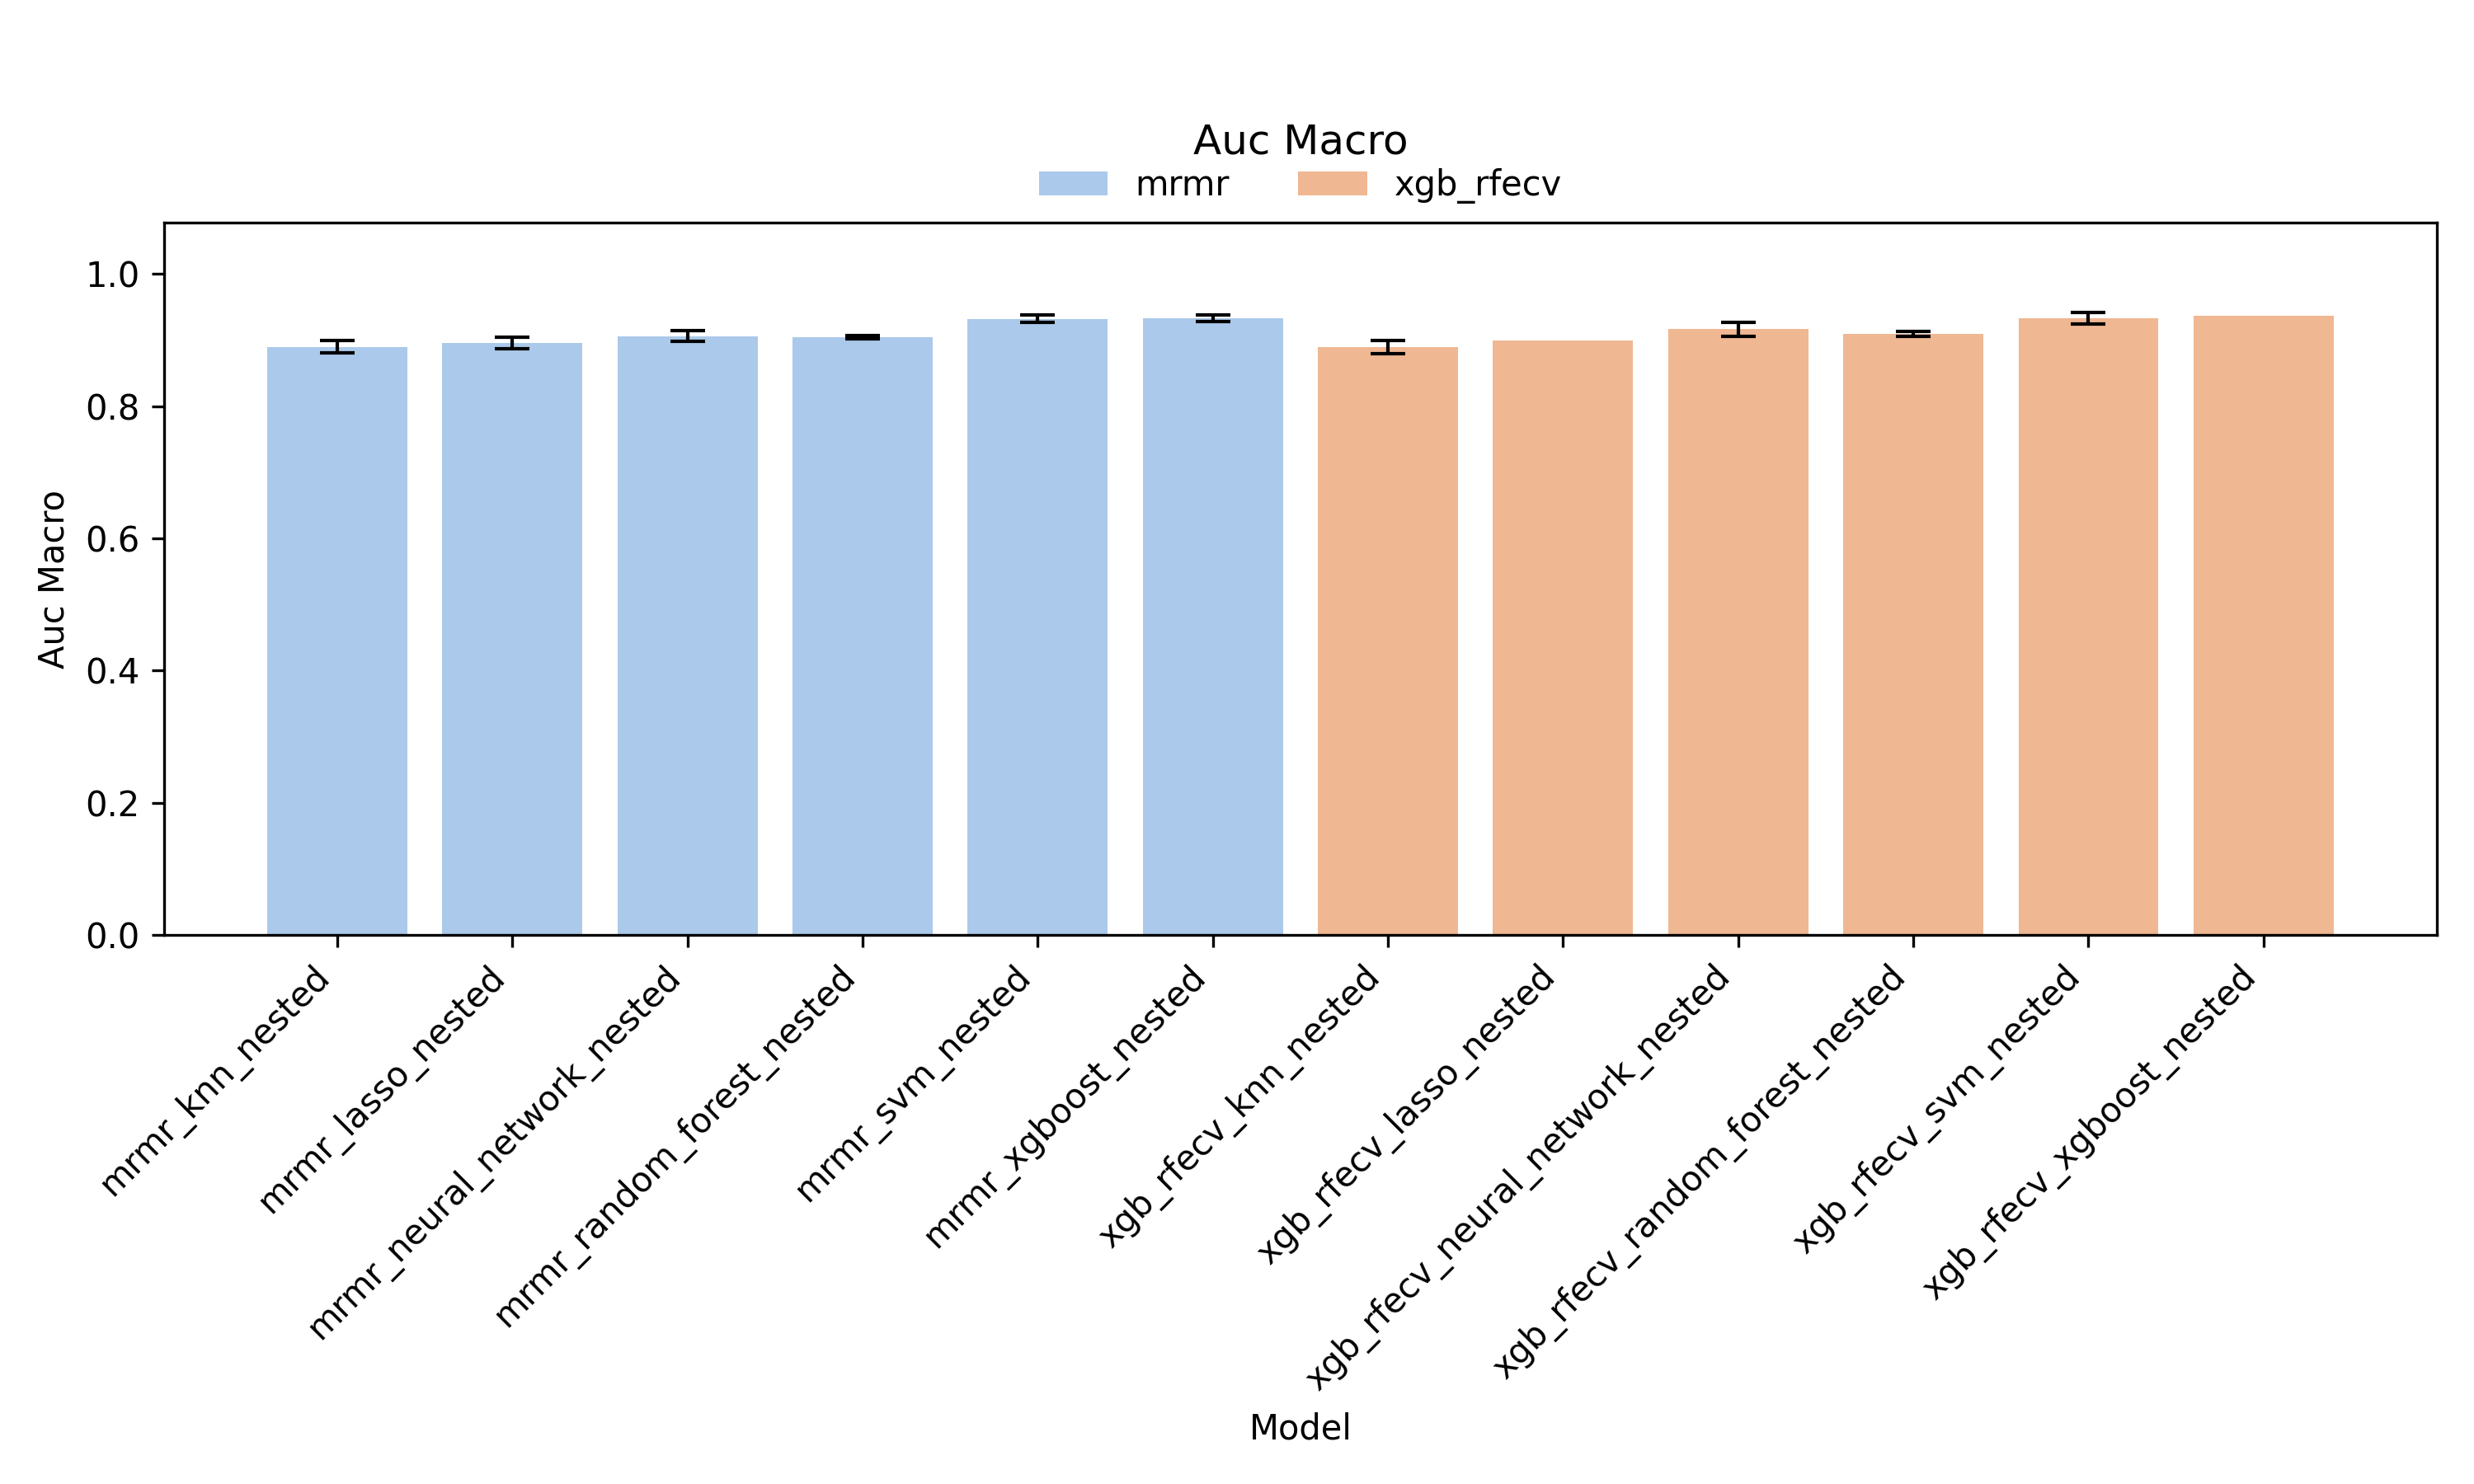 Auc Macro
mrmr
xgb_rfecv
Auc Macro
1.0
0.8
0.6
0.4
0.2
0.0
mrmr_knn_nested
mrmr_lasso_nested
mrmr_neural_network_nested
mrmr_random_forest_nested
mrmr_svm_nested
mrmr_xgboost_nested
xgb_rfecv_knn_nested
xgb_rfecv_lasso_nested
xgb_rfecv_neural_network_nested
xgb_rfecv_random_forest_nested
xgb_rfecv_svm_nested
xgb_rfecv_xgboost_nested
Model